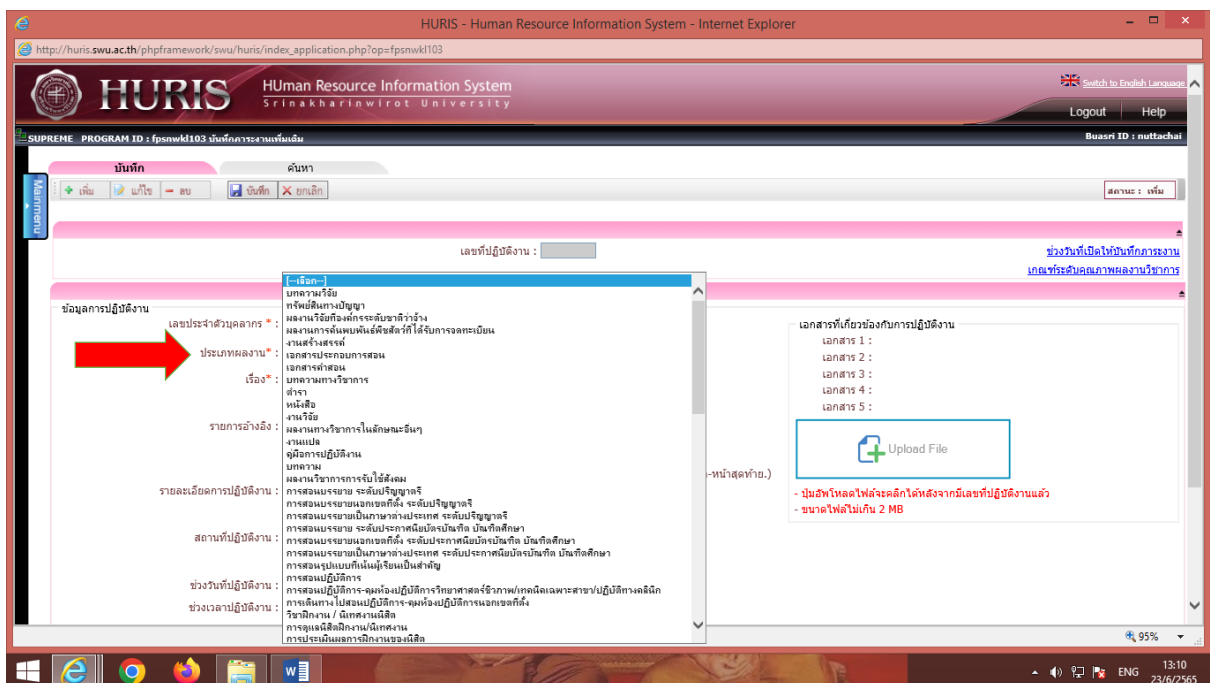 HURIS - Human Resource Information System - Internet Explorer
http://huris.swu.ac.th/phpframework/swu/huris/index_application.php?op=fpsnwkl103
HURIS
HUman Resource Information System
Srinakharinwirot University
Switch to English Language
Logout Help
SUPREME PROGRAM ID : fpsnwkl103 บันทึกภาระงานเพิ่มเติม
Buasri ID : nuttachai
บันทึก ค้นหา
Mainmenu
เพิ่ม แก้ไข ลบ บันทึก ยกเลิก
สถานะ : เพิ่ม
เลขที่ปฏิบัติงาน :
ช่วงวันที่เปิดให้บันทึกภาระงาน
เกณฑ์ระดับคุณภาพผลงานวิชาการ
ข้อมูลการปฏิบัติงาน
เลขประจำตัวบุคลากร * :
ประเภทผลงาน* :
เรื่อง* :
รายการอ้างอิง :
รายละเอียดการปฏิบัติงาน :
สถานที่ปฏิบัติงาน :
ช่วงวันที่ปฏิบัติงาน :
ช่วงเวลาปฏิบัติงาน :
[--เลือก--]
บทความวิจัย
ทรัพย์สินทางปัญญา
ผลงานวิจัยที่องค์กรระดับชาติว่าจ้าง
ผลงานการค้นพบพันธุ์พืชสัตว์ที่ได้รับการจดทะเบียน
งานสร้างสรรค์
เอกสารประกอบการสอน
เอกสารคำสอน
บทความทางวิชาการ
ตำรา
หนังสือ
งานวิจัย
ผลงานทางวิชาการในลักษณะอื่นๆ
งานแปล
คู่มือการปฏิบัติงาน
บทความ
ผลงานวิชาการการรับใช้สังคม
การสอนบรรยาย ระดับปริญญาตรี
การสอนบรรยายนอกเขตที่ตั้ง ระดับปริญญาตรี
การสอนบรรยายเป็นภาษาต่างประเทศ ระดับปริญญาตรี
การสอนบรรยาย ระดับประกาศนียบัตรบัณฑิต บัณฑิตศึกษา
การสอนบรรยายนอกเขตที่ตั้ง ระดับประกาศนียบัตรบัณฑิต บัณฑิตศึกษา
การสอนบรรยายเป็นภาษาต่างประเทศ ระดับประกาศนียบัตรบัณฑิต บัณฑิตศึกษา
การสอนรูปแบบที่เน้นผู้เรียนเป็นสำคัญ
การสอนปฏิบัติการ
การสอนปฏิบัติการ-คุมห้องปฏิบัติการวิทยาศาสตร์ชีวภาพ/เทคนิคเฉพาะสาขา/ปฏิบัติทางคลินิก
การเดินทางไปสอนปฏิบัติการ-คุมห้องปฏิบัติการนอกเขตที่ตั้ง
วิชาฝึกงาน / นิเทศงานนิสิต
การดูแลนิสิตฝึกงาน/นิเทศงาน
การประเมินผลการฝึกงานของนิสิต
-หน้าสุดท้าย.)
เอกสารที่เกี่ยวข้องกับการปฏิบัติงาน
เอกสาร 1 :
เอกสาร 2 :
เอกสาร 3 :
เอกสาร 4 :
เอกสาร 5 :
Upload File
- ปุ่มอัพโหลดไฟล์จะคลิกได้หลังจากมีเลขที่ปฏิบัติงานแล้ว
- ขนาดไฟล์ไม่เกิน 2 MB
95%
ENG
13:10
23/6/2565